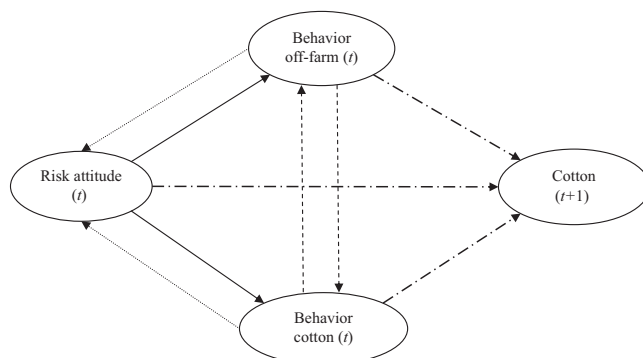 Behavior
off-farm (t)
Risk attitude
(t)
Cotton
(t+1)
Behavior
cotton (t)